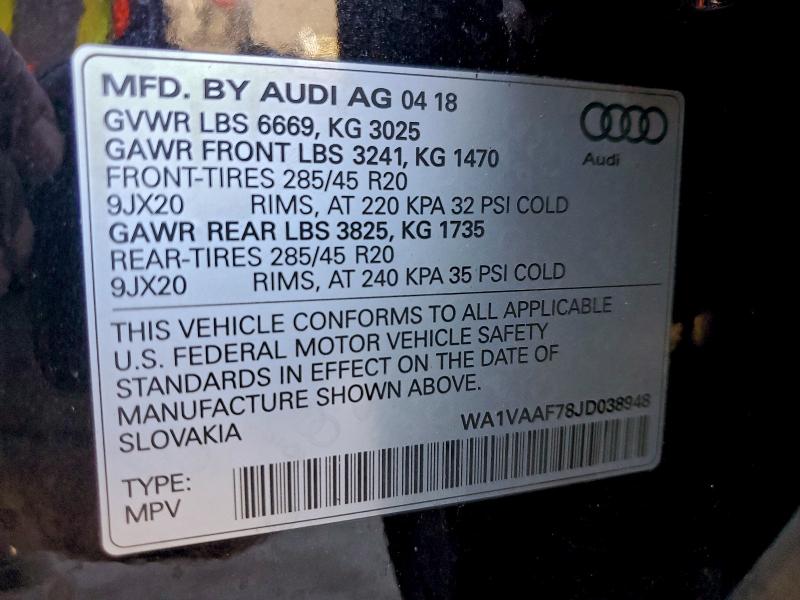 MFD. BY AUDI AG 04 18
GVWR LBS 6669, KG 3025
GAWR FRONT LBS 3241, KG 1470
FRONT-TIRES 285/45 R20
9JX20 RIMS, AT 220 KPA 32 PSI COLD
GAWR REAR LBS 3825, KG 1735
REAR-TIRES 285/45 R20
9JX20 RIMS, AT 240 KPA 35 PSI COLD
Audi
THIS VEHICLE CONFORMS TO ALL APPLICABLE
U.S. FEDERAL MOTOR VEHICLE SAFETY
STANDARDS IN EFFECT ON THE DATE OF
MANUFACTURE SHOWN ABOVE.
SLOVAKIA
WA1VAAF78JD038948
TYPE:
MPV